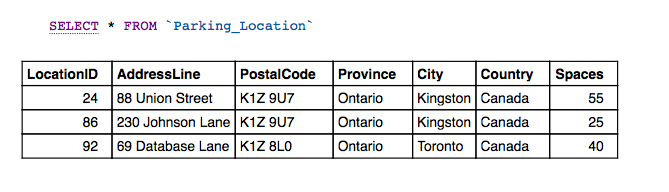 SELECT * FROM `Parking_Location`
LocationID AddressLine PostalCode Province City Country Spaces
24 88 Union Street K1Z 9U7 Ontario Kingston Canada 55
86 230 Johnson Lane K1Z 9U7 Ontario Kingston Canada 25
92 69 Database Lane K1Z 8L0 Ontario Toronto Canada 40